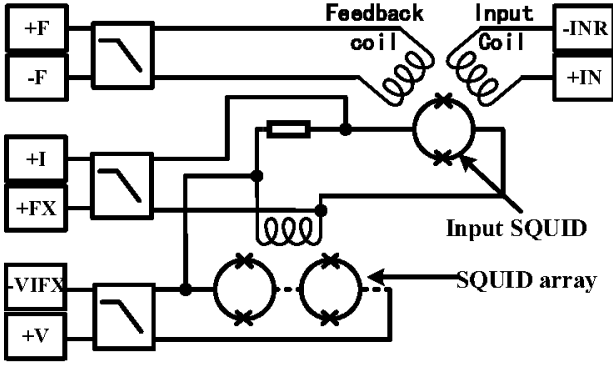 +F
Feedback
coil
Input
Coil
-INR
-F
+IN
+I
+FX
Input SQUID
-VIFX
SQUID array
+V